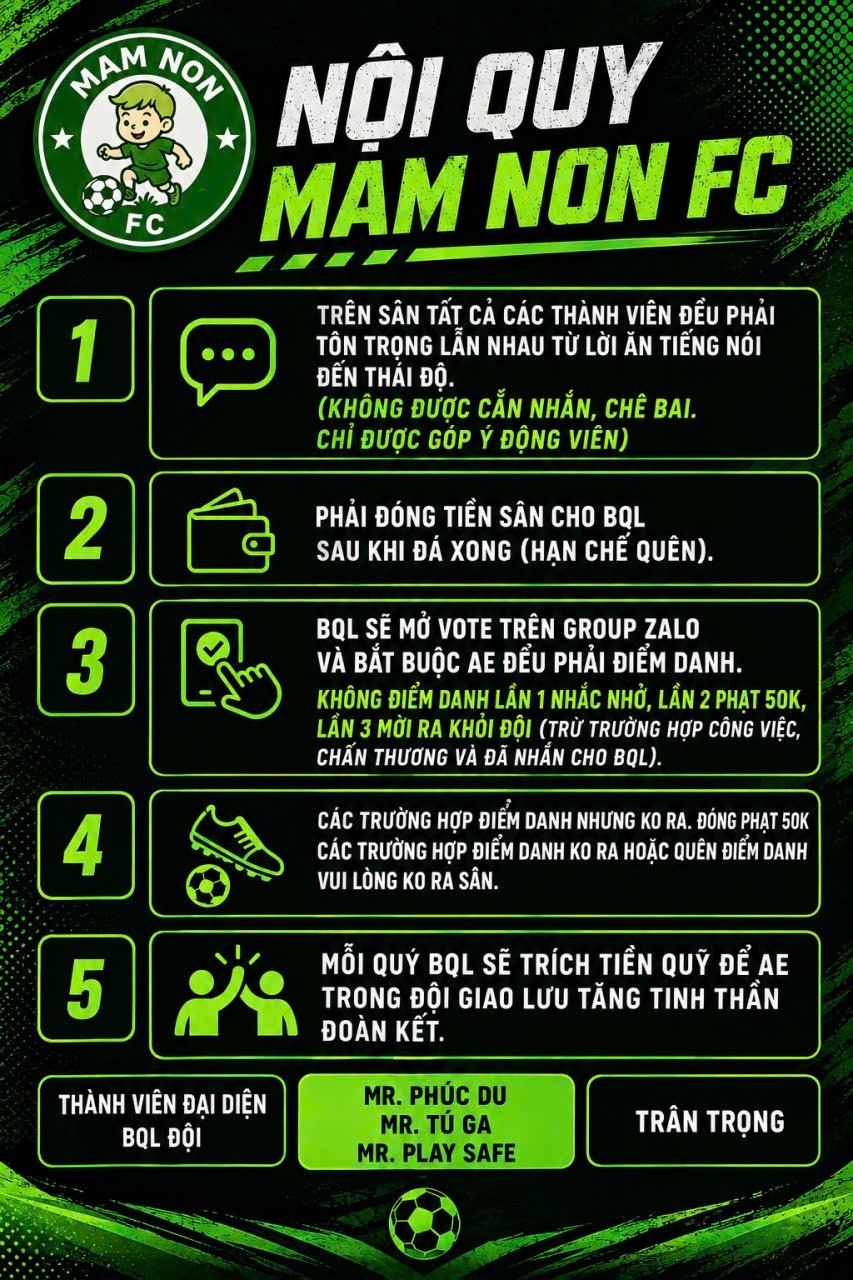 MAM NON
FC
NỘI QUY
MAM NON FC
1
TRÊN SÂN TẤT CẢ CÁC THÀNH VIÊN ĐỀU PHẢI
TÔN TRỌNG LẪN NHAU TỪ LỜI ĂN TIẾNG NÓI
ĐẾN THÁI ĐỘ.
(KHÔNG ĐƯỢC CẮN NHẮN, CHÊ BAI.
CHỈ ĐƯỢC GÓP Ý ĐỘNG VIÊN)
2
PHẢI ĐÓNG TIỀN SÂN CHO BQL
SAU KHI ĐÁ XONG (HẠN CHẾ QUÊN).
3
BQL SẼ MỞ VOTE TRÊN GROUP ZALO
VÀ BẮT BUỘC AE ĐỀU PHẢI ĐIỂM DANH.
KHÔNG ĐIỂM DANH LẦN 1 NHẮC NHỞ, LẦN 2 PHẠT 50K,
LẦN 3 MỜI RA KHỎI ĐỘI (TRỪ TRƯỜNG HỢP CÔNG VIỆC,
CHẤN THƯƠNG VÀ ĐÃ NHẮN CHO BQL).
4
CÁC TRƯỜNG HỢP ĐIỂM DANH NHƯNG KO RA. ĐÓNG PHẠT 50K
CÁC TRƯỜNG HỢP ĐIỂM DANH KO RA HOẶC QUÊN ĐIỂM DANH
VUI LÒNG KO RA SÂN.
5
MỖI QUÝ BQL SẼ TRÍCH TIỀN QUỸ ĐỂ AE
TRONG ĐỘI GIAO LƯU TĂNG TINH THẦN
ĐOÀN KẾT.
THÀNH VIÊN ĐẠI DIỆN
BQL ĐỘI
MR. PHÚC DU
MR. TÚ GA
MR. PLAY SAFE
TRÂN TRỌNG